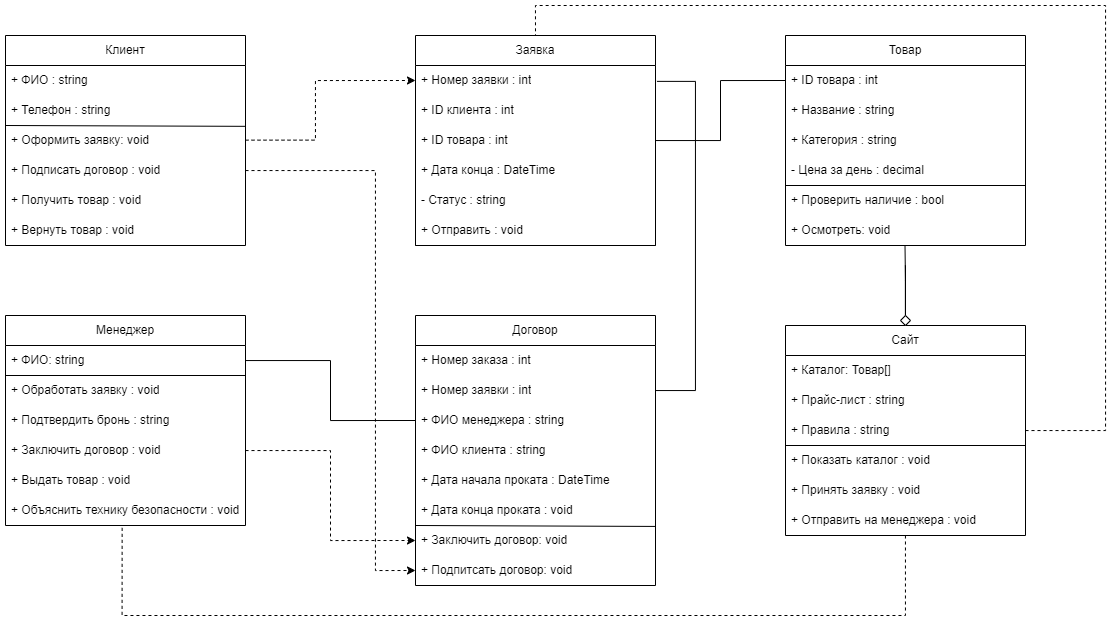 Клиент
+ ФИО : string
+ Телефон : string
+ Оформить заявку: void
+ Подписать договор : void
+ Получить товар : void
+ Вернуть товар : void
Заявка
+ Номер заявки : int
+ ID клиента : int
+ ID товара : int
+ Дата конца : DateTime
- Статус : string
+ Отправить : void
Товар
+ ID товара : int
+ Название : string
+ Категория : string
- Цена за день : decimal
+ Проверить наличие : bool
+ Осмотреть: void
Менеджер
+ ФИО: string
+ Обработать заявку : void
+ Подтвердить бронь : string
+ Заключить договор : void
+ Выдать товар : void
+ Объяснить технику безопасности : void
Договор
+ Номер заказа : int
+ Номер заявки : int
+ ФИО менеджера : string
+ ФИО клиента : string
+ Дата начала проката : DateTime
+ Дата конца проката : void
+ Заключить договор: void
+ Подпитсать договор: void
Сайт
+ Каталог: Товар[]
+ Прайс-лист : string
+ Правила : string
+ Показать каталог : void
+ Принять заявку : void
+ Отправить на менеджера : void